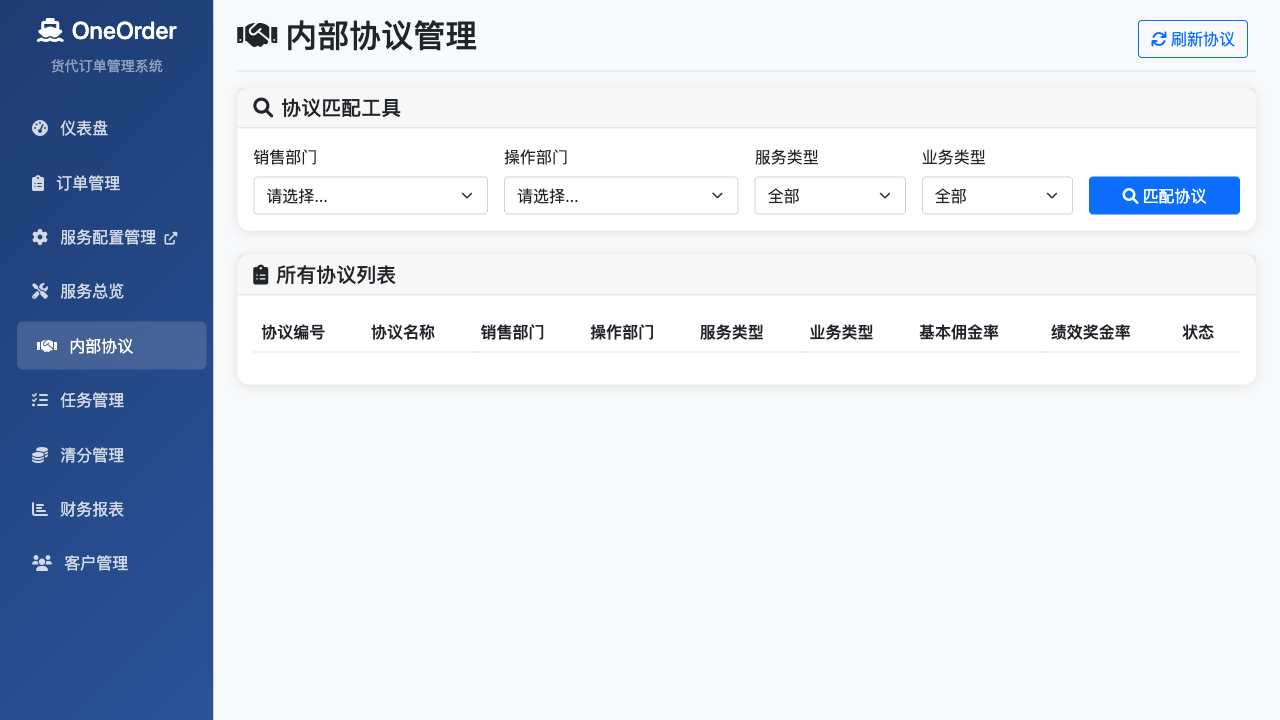 OneOrder
货代订单管理系统
仪表盘
订单管理
服务配置管理
服务总览
内部协议
任务管理
清分管理
财务报表
客户管理
内部协议管理
刷新协议
协议匹配工具
销售部门 操作部门 服务类型 业务类型
请选择... 请选择... 全部 全部 匹配协议
所有协议列表
协议编号 协议名称 销售部门 操作部门 服务类型 业务类型 基本佣金率 绩效奖金率 状态